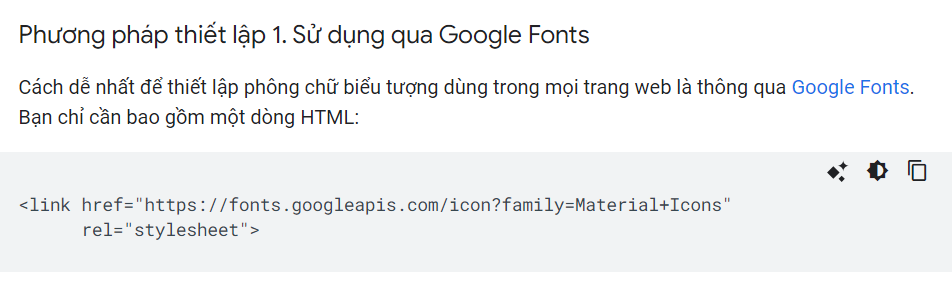 Phương pháp thiết lập 1. Sử dụng qua Google Fonts
Cách dễ nhất để thiết lập phông chữ biểu tượng dùng trong mọi trang web là thông qua Google Fonts.
Bạn chỉ cần bao gồm một dòng HTML:
<link href="https://fonts.googleapis.com/icon?family=Material+Icons"
      rel="stylesheet">